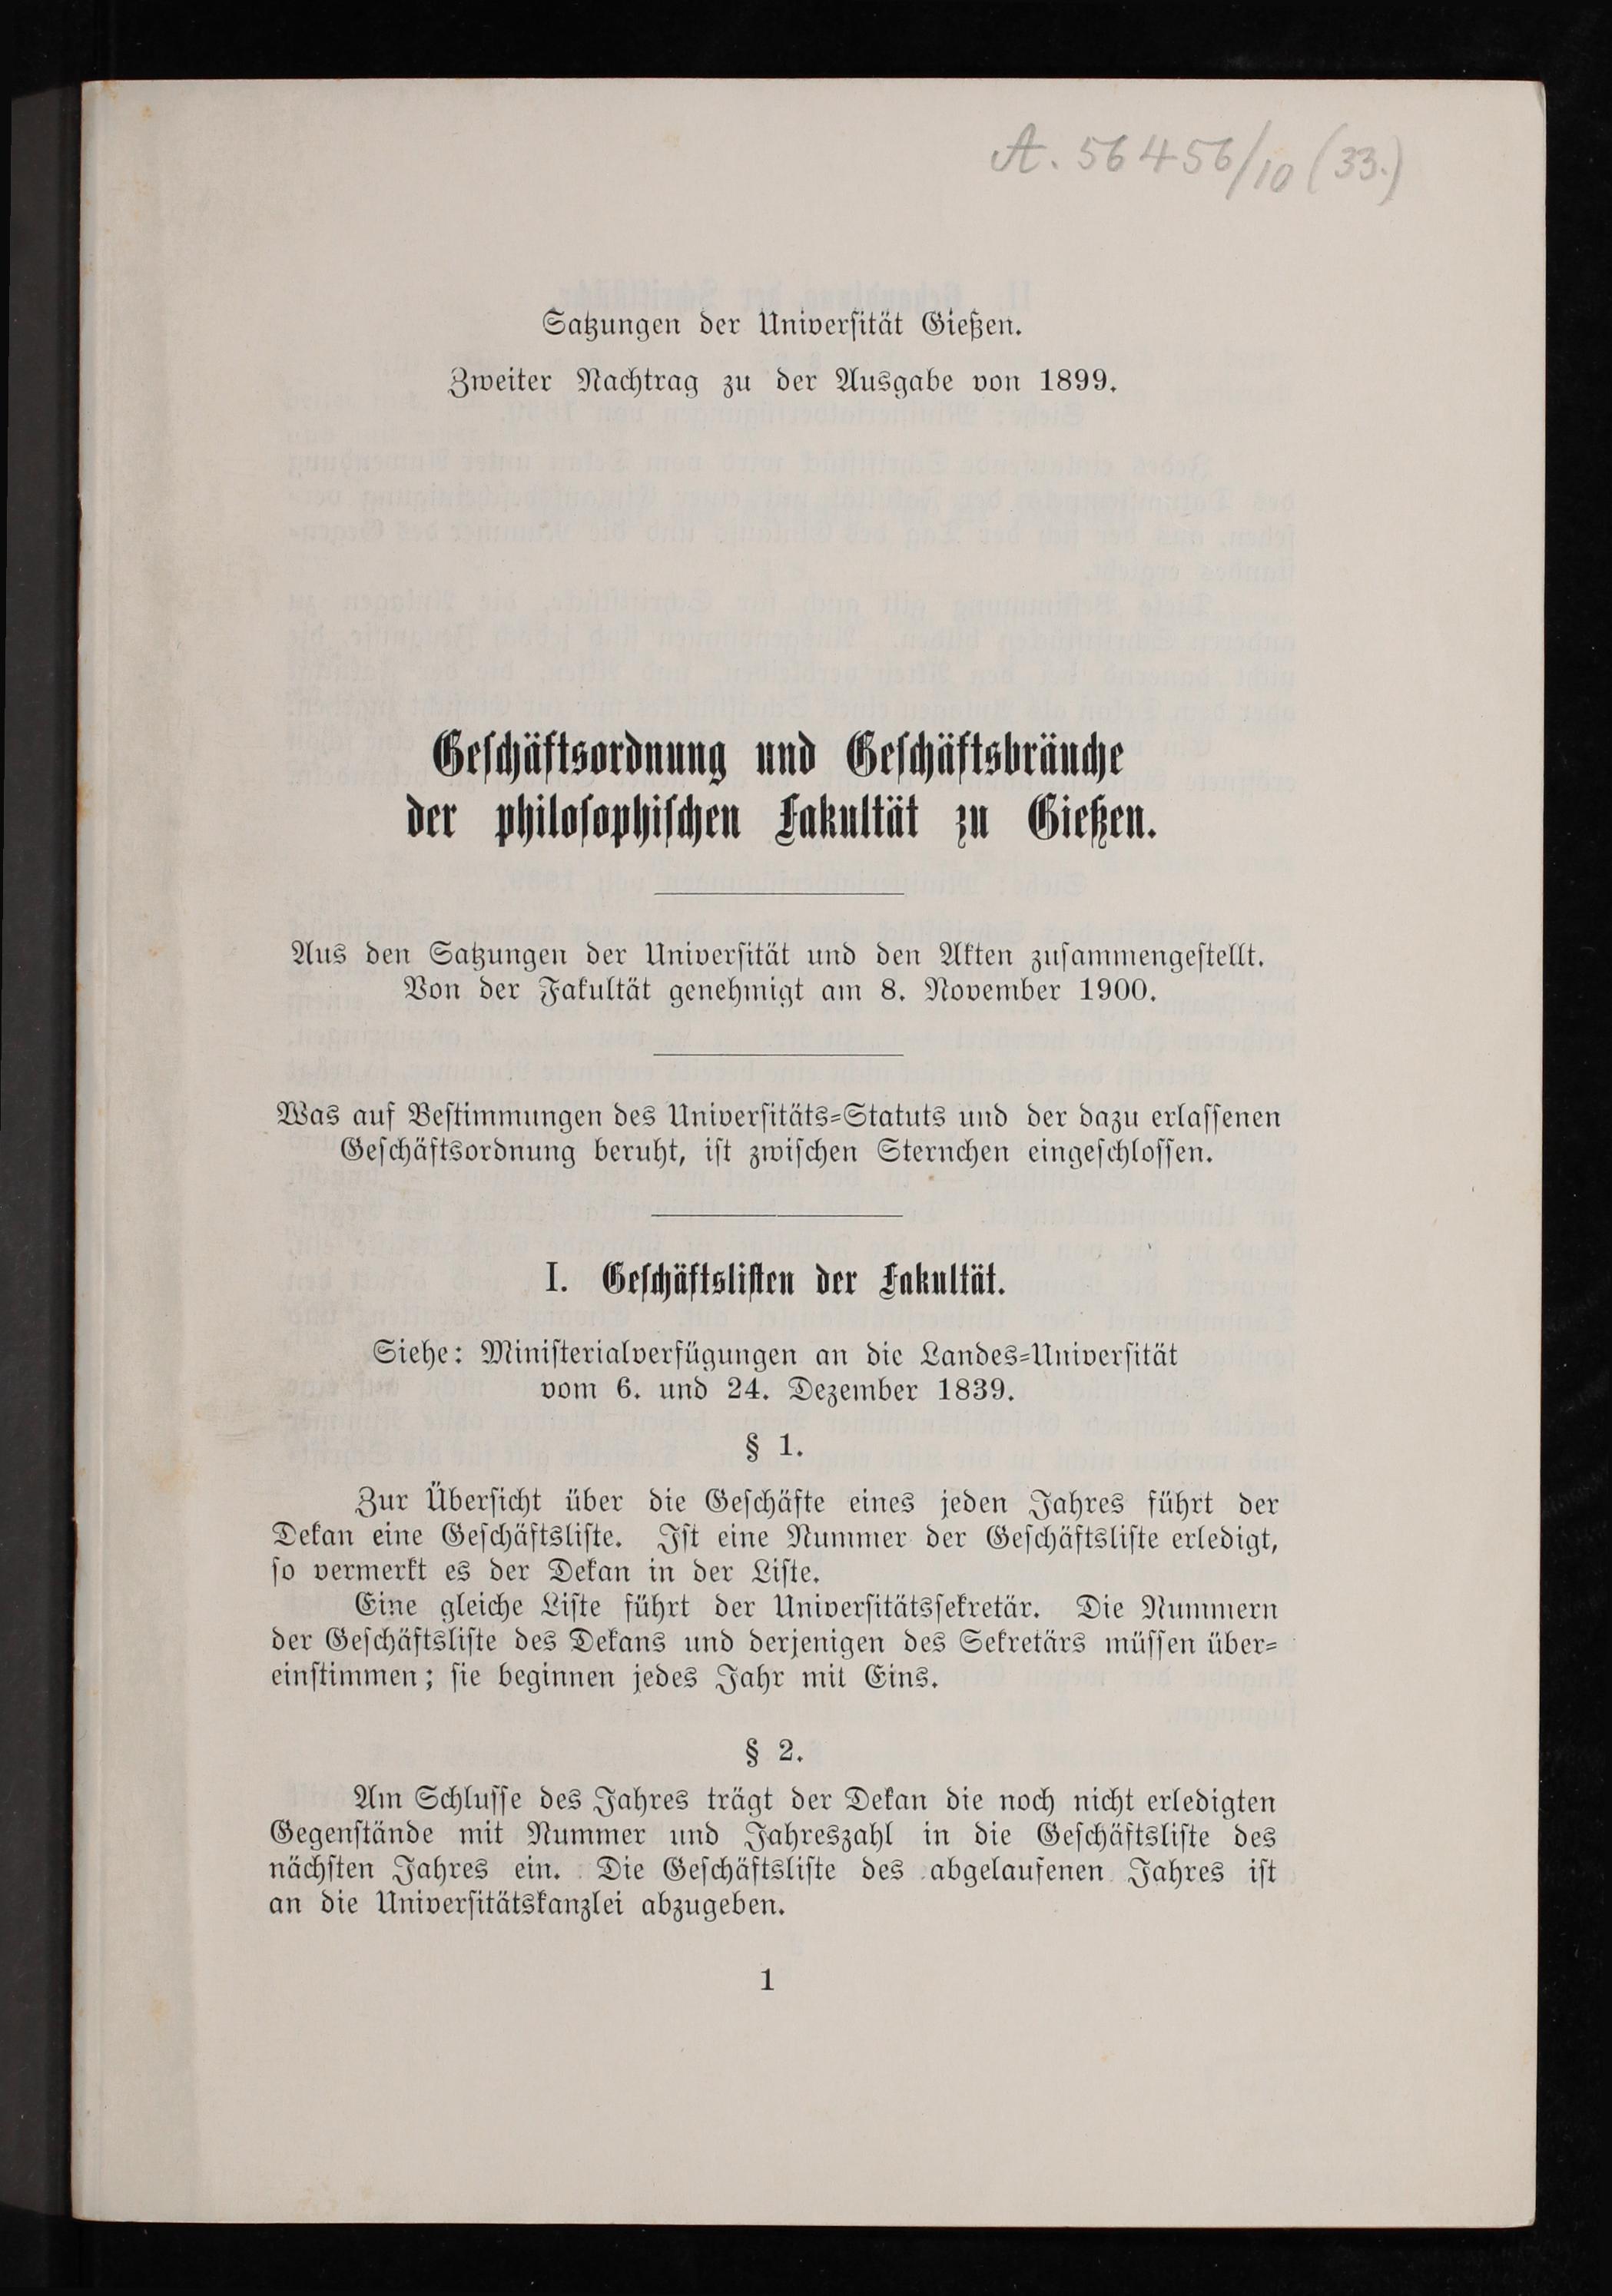 A. 56456/10 (33.)
Satzungen der Universität Gießen.
Zweiter Nachtrag zu der Ausgabe von 1899.
Geschäftsordnung und Geschäftsbräuche
der philosophischen Fakultät zu Gießen.
Aus den Satzungen der Universität und den Akten zusammengestellt.
Von der Fakultät genehmigt am 8. November 1900.
Was auf Bestimmungen des Universitäts-Statuts und der dazu erlassenen
Geschäftsordnung beruht, ist zwischen Sternchen eingeschlossen.
I. Geschäftslisten der Fakultät.
Siehe: Ministerialverfügungen an die Landes-Universität
vom 6. und 24. Dezember 1839.
§ 1.
Zur Übersicht über die Geschäfte eines jeden Jahres führt der
Dekan eine Geschäftsliste. Ist eine Nummer der Geschäftsliste erledigt,
so vermerkt es der Dekan in der Liste.
Eine gleiche Liste führt der Universitätssekretär. Die Nummern
der Geschäftsliste des Dekans und derjenigen des Sekretärs müssen über-
einstimmen; sie beginnen jedes Jahr mit Eins.
§ 2.
Am Schlusse des Jahres trägt der Dekan die noch nicht erledigten
Gegenstände mit Nummer und Jahreszahl in die Geschäftsliste des
nächsten Jahres ein. Die Geschäftsliste des abgelaufenen Jahres ist
an die Universitätskanzlei abzugeben.
1